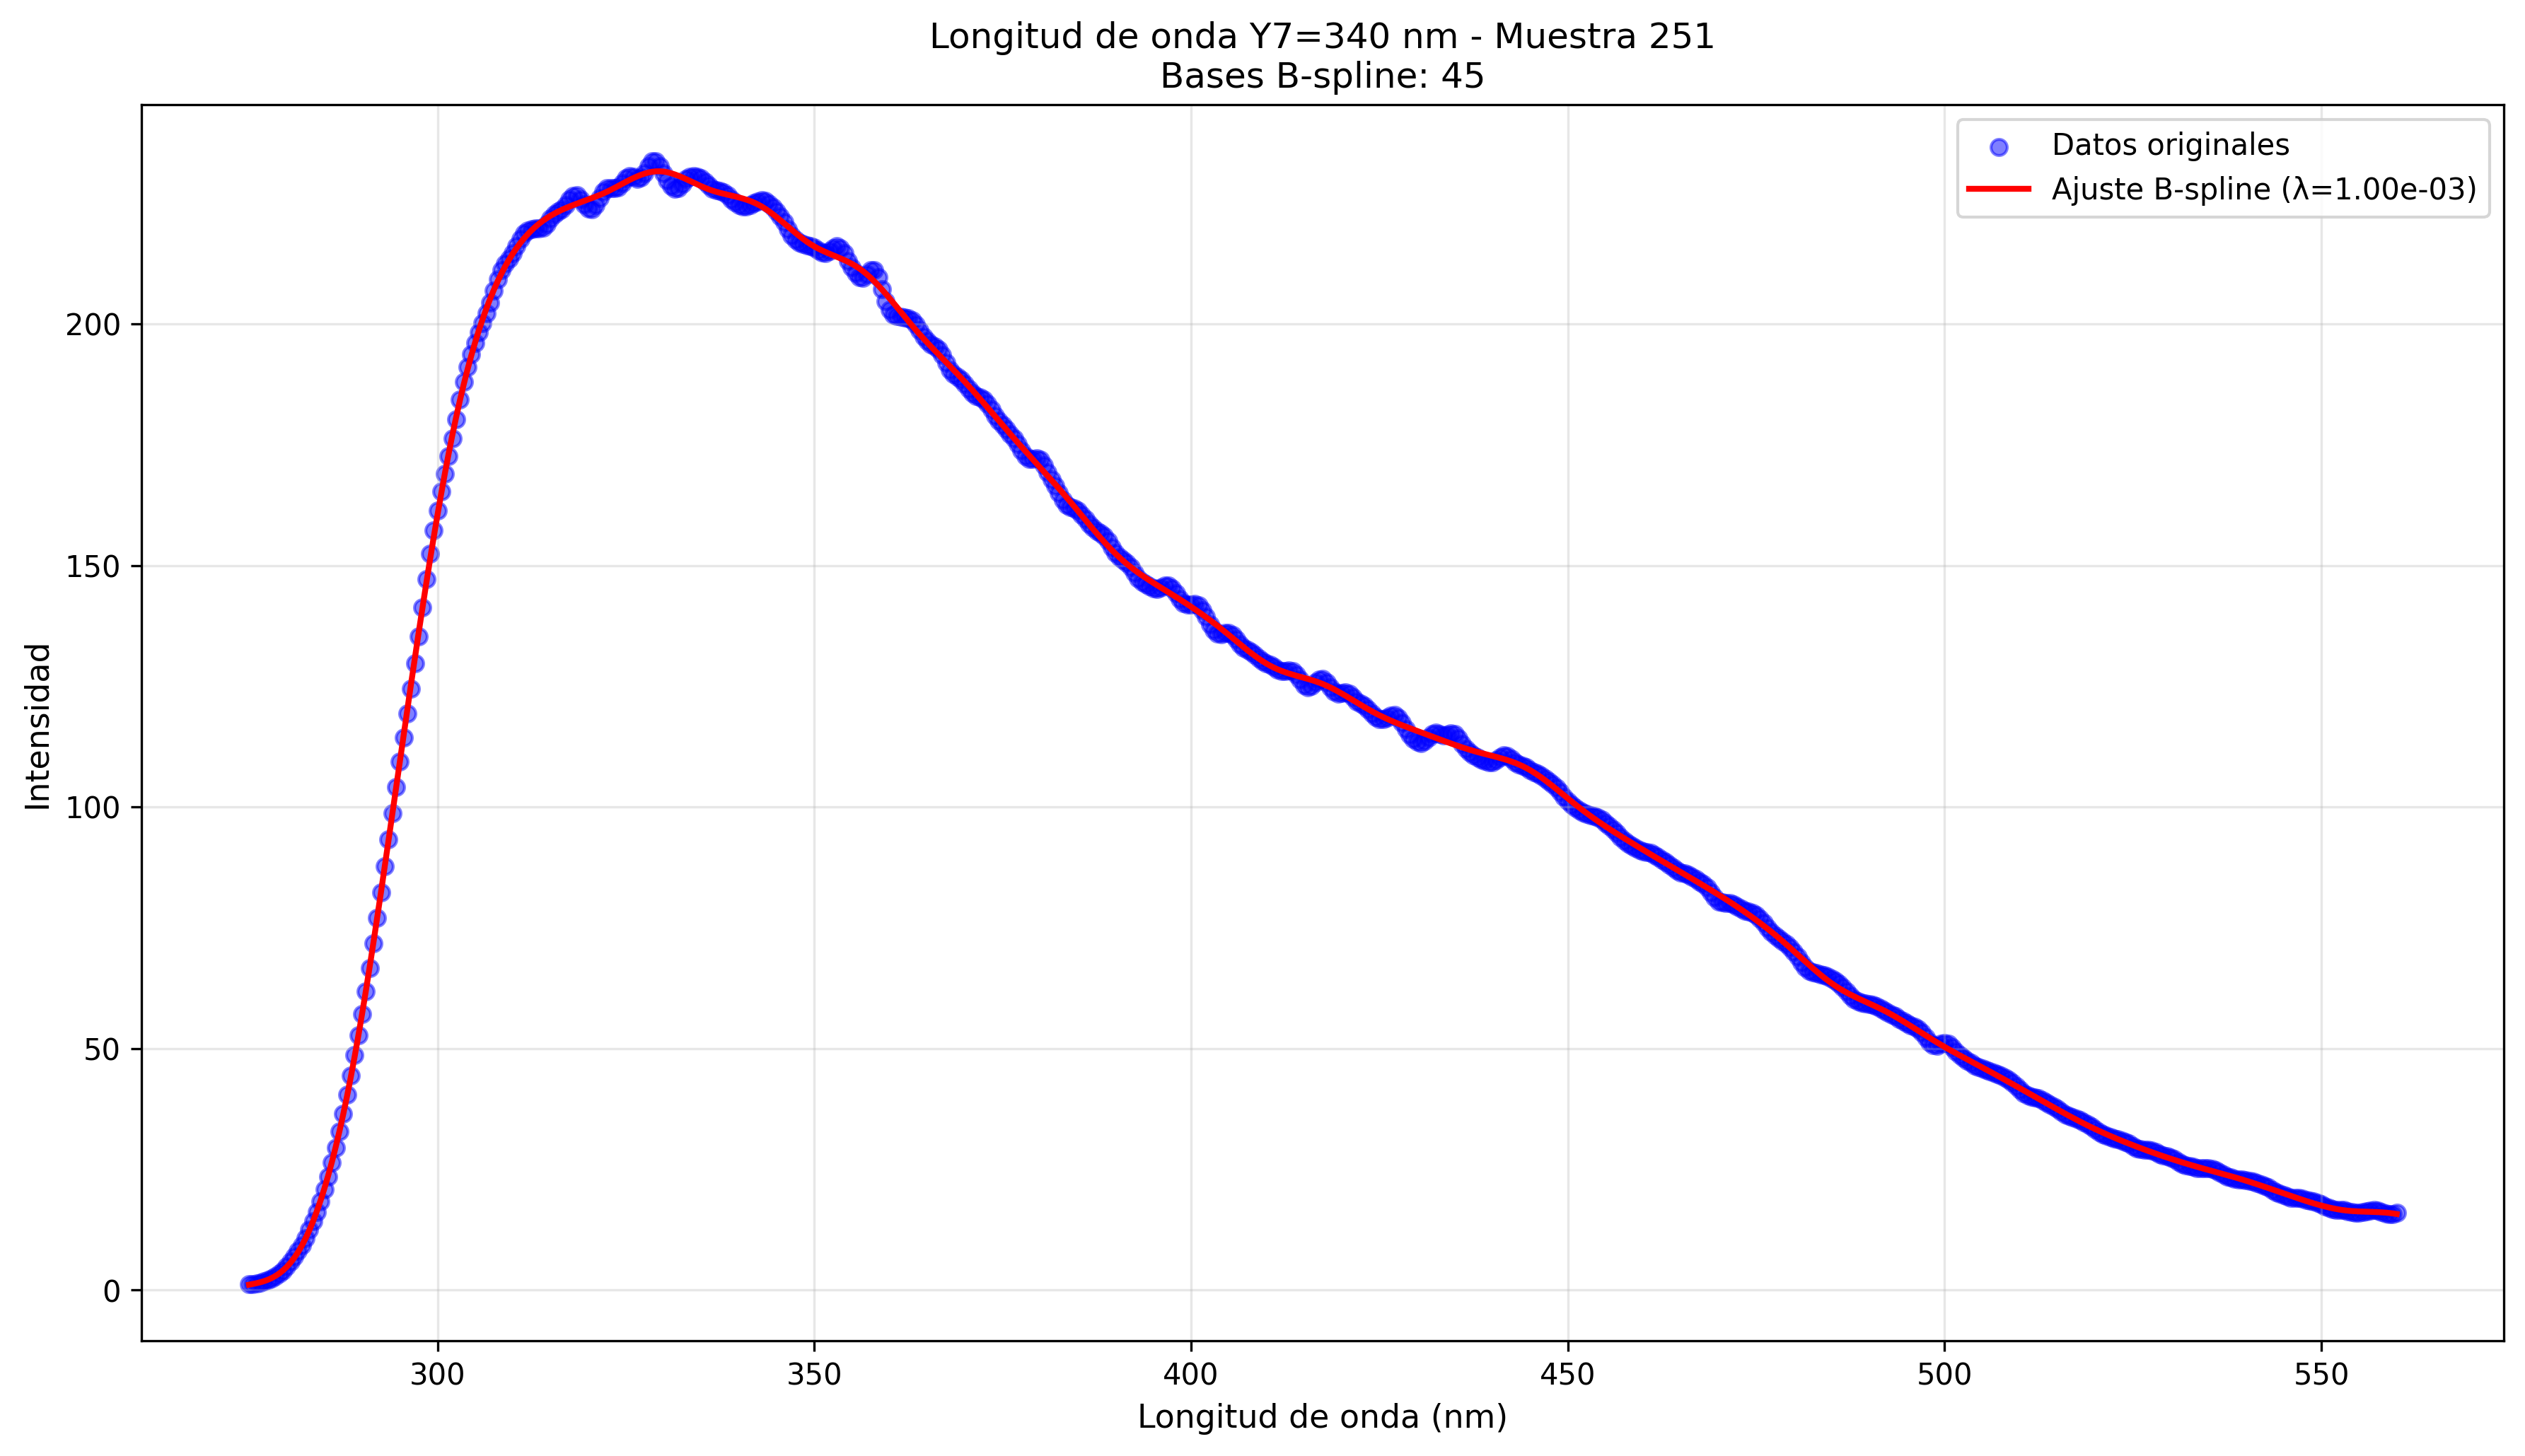 Longitud de onda Y7=340 nm - Muestra 251
Bases B-spline: 45
Datos originales
Ajuste B-spline (λ=1.00e-03)
Intensidad
200
150
100
50
0
300
350
400
450
500
550
Longitud de onda (nm)